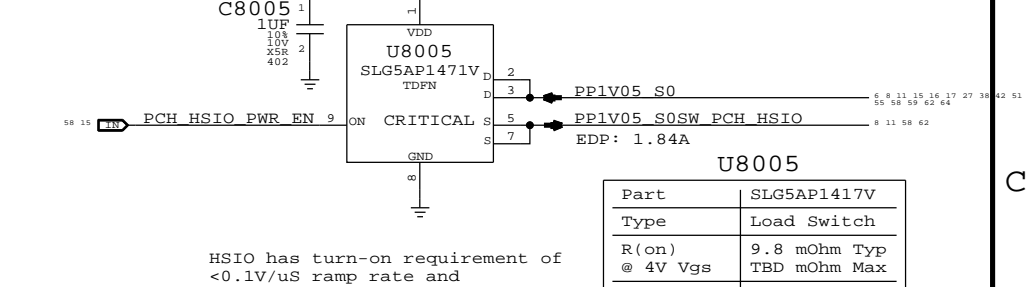 C8005 1
1UF
10%
10V
X5R 2
402
1
VDD
U8005
SLG5AP1471V
TDFN
D 2
D 3
PP1V05_S0
6 8 11 15 16 17 27 38 42 51
55 58 59 62 64
58 15 IN PCH_HSIO_PWR_EN 9 ON CRITICAL S 5 PP1V05_S0SW_PCH_HSIO 8 11 58 62
S 7 EDP: 1.84A
GND
8
U8005
C
Part SLG5AP1417V
Type Load Switch
R(on) 9.8 mOhm Typ
@ 4V Vgs TBD mOhm Max
HSIO has turn-on requirement of
<0.1V/uS ramp rate and